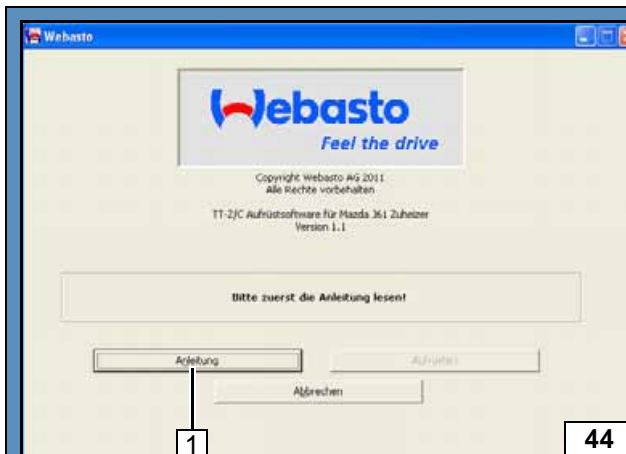 Webasto
Webasto
Feel the drive
Copyright Webasto AG 2011
Alle Rechte vorbehalten
TT-2/C Aufrüstsoftware für Mazda J61 Zuheizer
Version 1.1
Bitte zuerst die Anleitung lesen!
Anleitung
Aufrüsten
Abbrechen
1
44